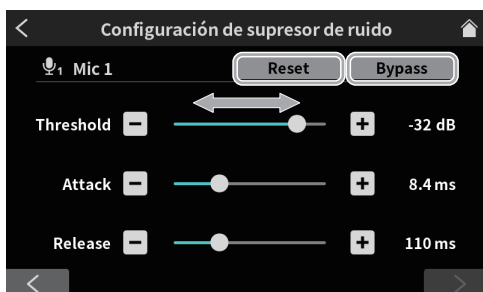 Configuración de supresor de ruido
1 Mic 1 Reset Bypass
Threshold - + -32 dB
Attack - + 8.4 ms
Release - + 110 ms